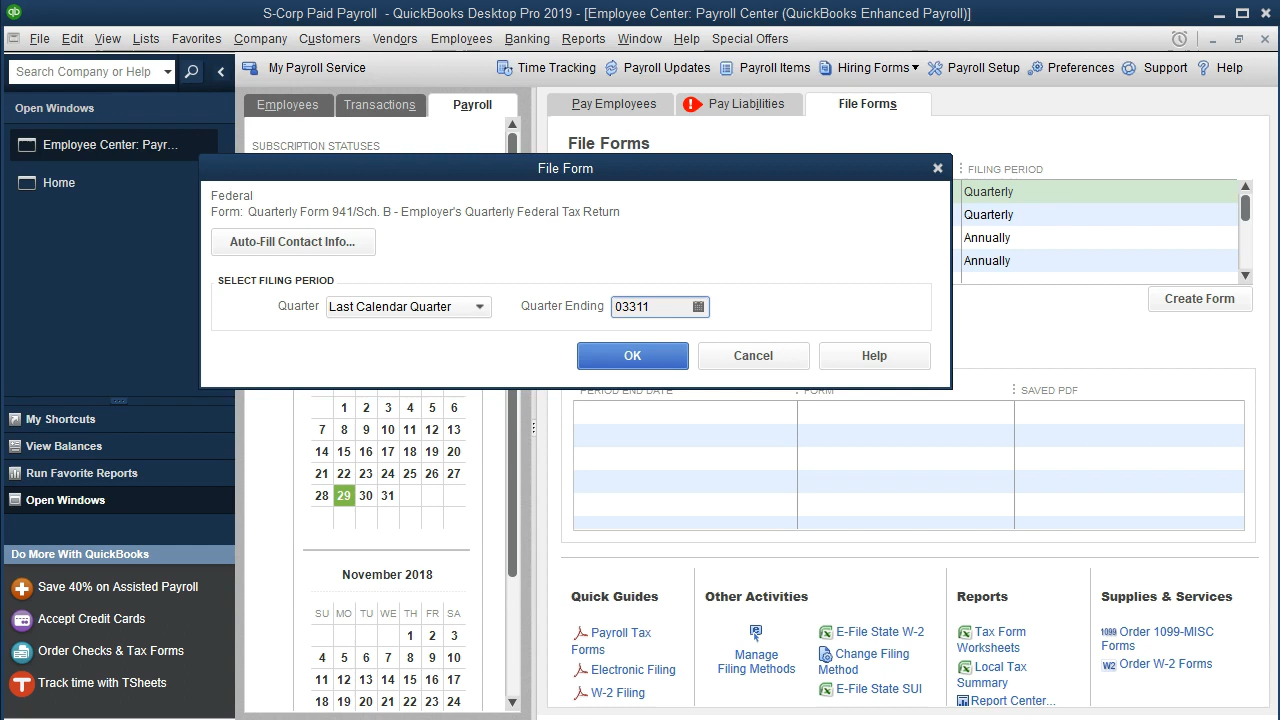 S-Corp Paid Payroll - QuickBooks Desktop Pro 2019 - [Employee Center: Payroll Center (QuickBooks Enhanced Payroll)]
File Edit View Lists Favorites Company Customers Vendors Employees Banking Reports Window Help Special Offers
Search Company or Help
My Payroll Service Time Tracking Payroll Updates Payroll Items Hiring Forms Payroll Setup Preferences Support Help
Open Windows
Employee Center: Payr...
Home
Employees Transactions Payroll
SUBSCRIPTION STATUSES
Pay Employees Pay Liabilities File Forms
File Forms
FILING PERIOD
Quarterly
Quarterly
Annually
Annually
Create Form
File Form
Federal
Form: Quarterly Form 941/Sch. B - Employer's Quarterly Federal Tax Return
Auto-Fill Contact Info...
SELECT FILING PERIOD
Quarter Last Calendar Quarter Quarter Ending 03311
OK Cancel Help
PERIOD END DATE FORM SAVED PDF
1 2 3 4 5 6
7 8 9 10 11 12 13
14 15 16 17 18 19 20
21 22 23 24 25 26 27
28 29 30 31
November 2018
SU MO TU WE TH FR SA
1 2 3
4 5 6 7 8 9 10
11 12 13 14 15 16 17
18 19 20 21 22 23 24
My Shortcuts
View Balances
Run Favorite Reports
Open Windows
Do More With QuickBooks
Save 40% on Assisted Payroll
Accept Credit Cards
Order Checks & Tax Forms
Track time with TSheets
Quick Guides
Payroll Tax
Forms
Electronic Filing
W-2 Filing
Other Activities
Manage
Filing Methods
E-File State W-2
Change Filing
Method
E-File State SUI
Reports
Tax Form
Worksheets
Local Tax
Summary
Report Center...
Supplies & Services
1099 Order 1099-MISC
Forms
W2 Order W-2 Forms